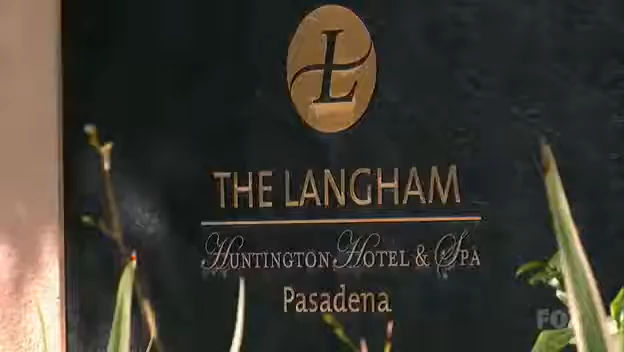 L
THE LANGHAM
Huntington Hotel & Spa
Pasadena
FOX